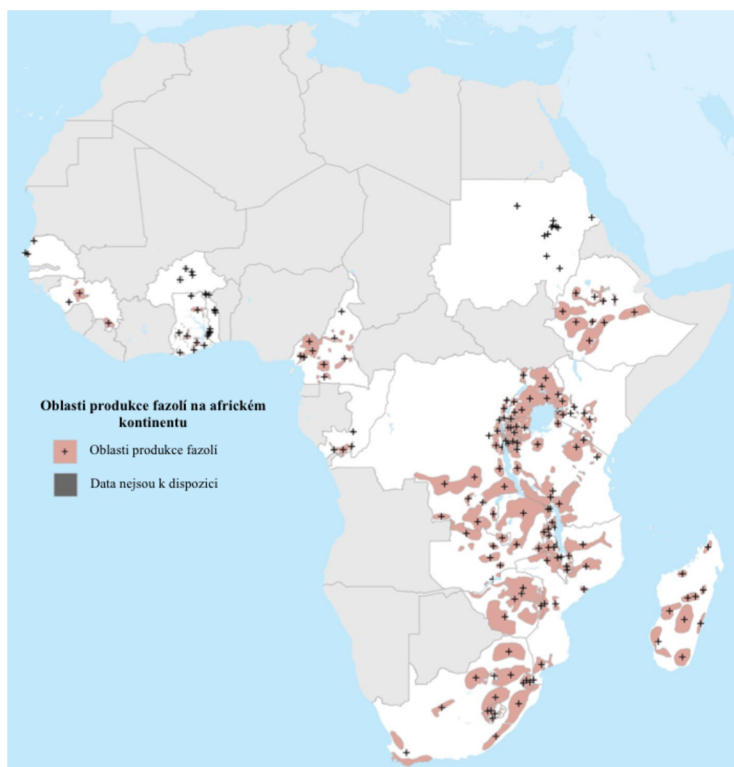 Oblasti produkce fazolí na africkém
kontinentu
Oblasti produkce fazolí
Data nejsou k dispozici